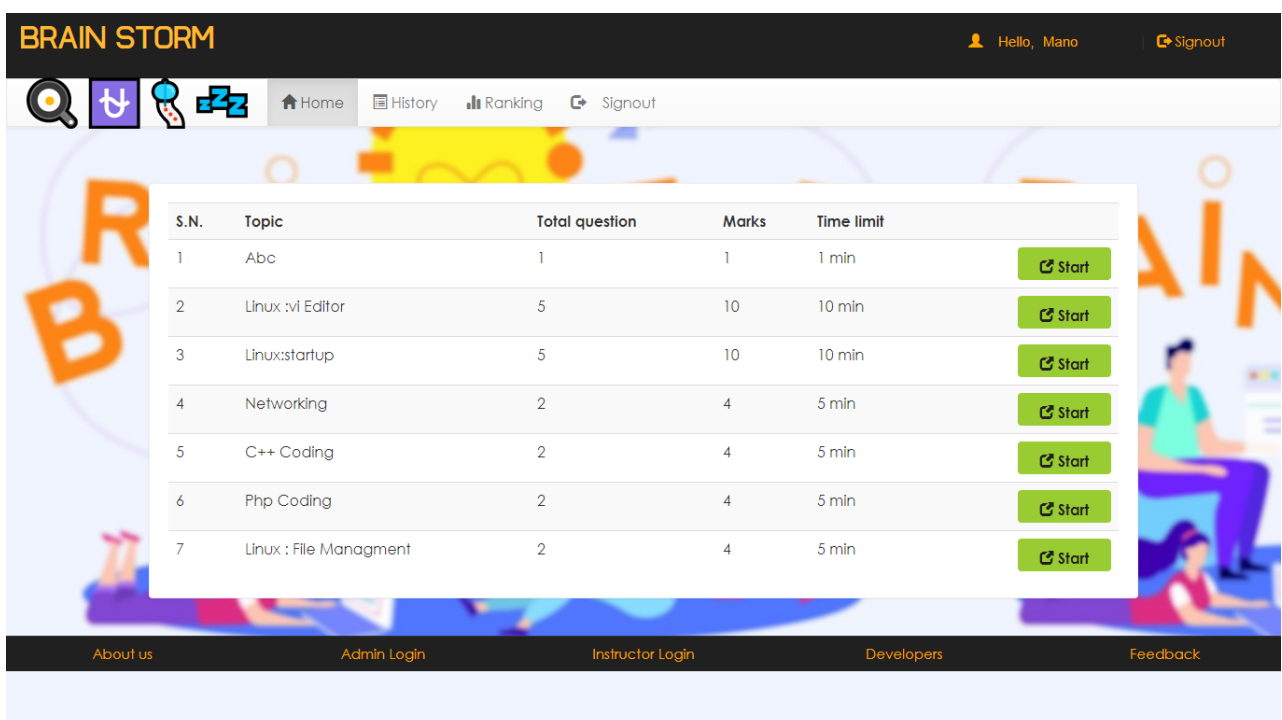 BRAIN STORM
Hello, Mano
Signout
zzz
Home
History
Ranking
Signout
B R A I N
S.N. Topic Total question Marks Time limit
1 Abc 1 1 1 min Start
2 Linux :vi Editor 5 10 10 min Start
3 Linux:startup 5 10 10 min Start
4 Networking 2 4 5 min Start
5 C++ Coding 2 4 5 min Start
6 Php Coding 2 4 5 min Start
7 Linux : File Managment 2 4 5 min Start
About us Admin Login Instructor Login Developers Feedback